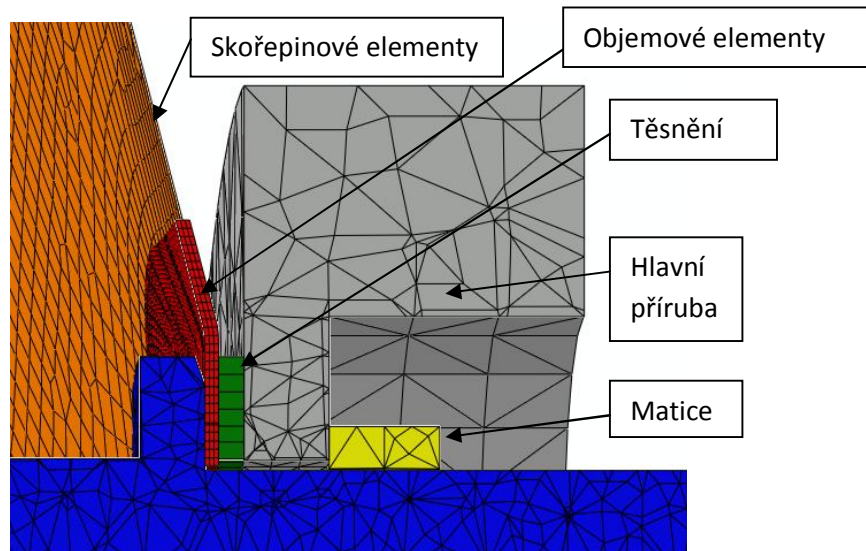 Skořepinové elementy
Objemové elementy
Těsnění
Hlavní
příruba
Matice